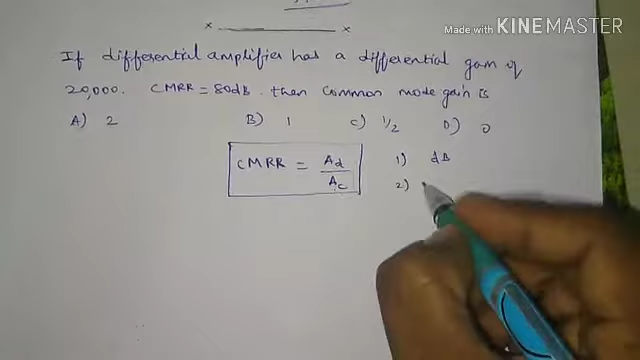 Made with KINEMASTER
x ——— x
If differential amplifier has a differential gain of
20,000. CMRR = 80dB. then common mode gain is
A) 2 B) 1 C) 1/2 D) 0
CMRR = Ad/Ac 1) dB
2)